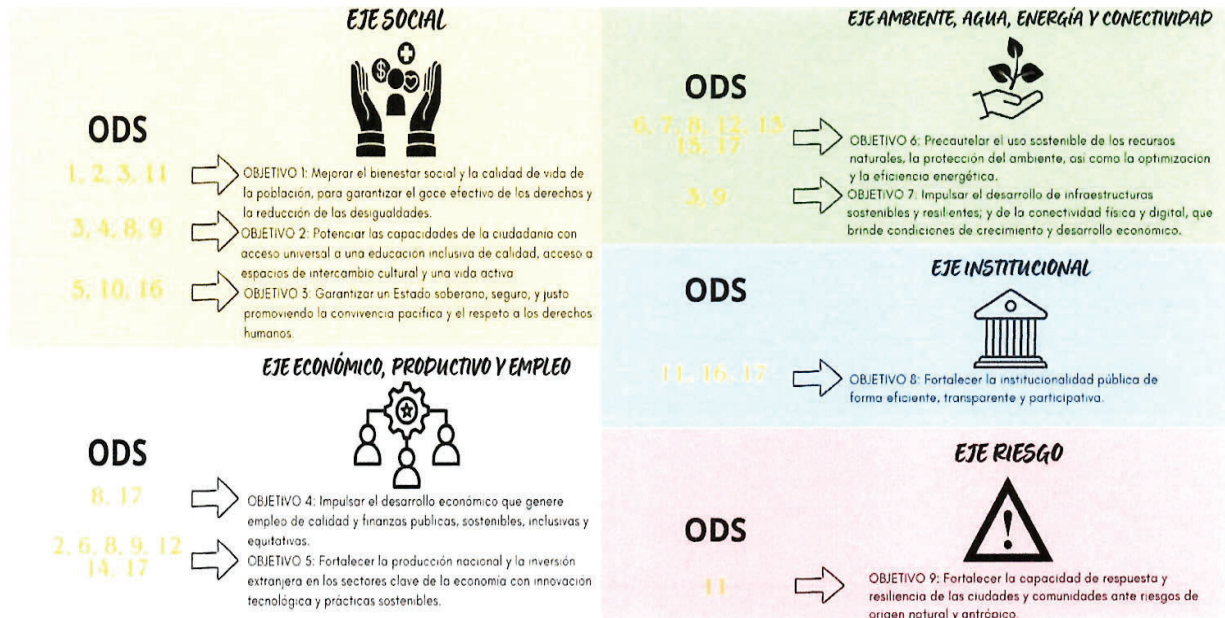 EJE SOCIAL
ODS
1, 2, 3, 11
OBJETIVO 1: Mejorar el bienestar social y la calidad de vida de
la población, para garantizar el goce efectivo de los derechos y
la reducción de las desigualdades.
3, 4, 8, 9
OBJETIVO 2: Potenciar las capacidades de la ciudadanía con
acceso universal a una educación inclusiva de calidad, acceso a
espacios de intercambio cultural y una vida activa
5, 10, 16
OBJETIVO 3: Garantizar un Estado soberano, seguro, y justo
promoviendo la convivencia pacífica y el respeto a los derechos
humanos.
EJE ECONÓMICO, PRODUCTIVO Y EMPLEO
ODS
8, 17
OBJETIVO 4: Impulsar el desarrollo económico que genere
empleo de calidad y finanzas publicas, sostenibles, inclusivas y
equitativas.
2, 6, 8, 9, 12
14, 17
OBJETIVO 5: Fortalecer la producción nacional y la inversión
extranjera en los sectores clave de la economía con innovación
tecnológica y prácticas sostenibles.
EJE AMBIENTE, AGUA, ENERGÍA Y CONECTIVIDAD
ODS
6, 7, 8, 12, 13
15, 17
OBJETIVO 6: Precautelar el uso sostenible de los recursos
naturales, la protección del ambiente, asi como la optimización
y la eficiencia energética.
3, 9
OBJETIVO 7: Impulsar el desarrollo de infraestructuras
sostenibles y resilientes; y de la conectividad física y digital, que
brinde condiciones de crecimiento y desarrollo económico.
EJE INSTITUCIONAL
ODS
11, 16, 17
OBJETIVO 8: Fortalecer la institucionalidad pública de
forma eficiente, transparente y participativa.
EJE RIESGO
ODS
11
OBJETIVO 9: Fortalecer la capacidad de respuesta y
resiliencia de las ciudades y comunidades ante riesgos de
origen natural y antrópico.